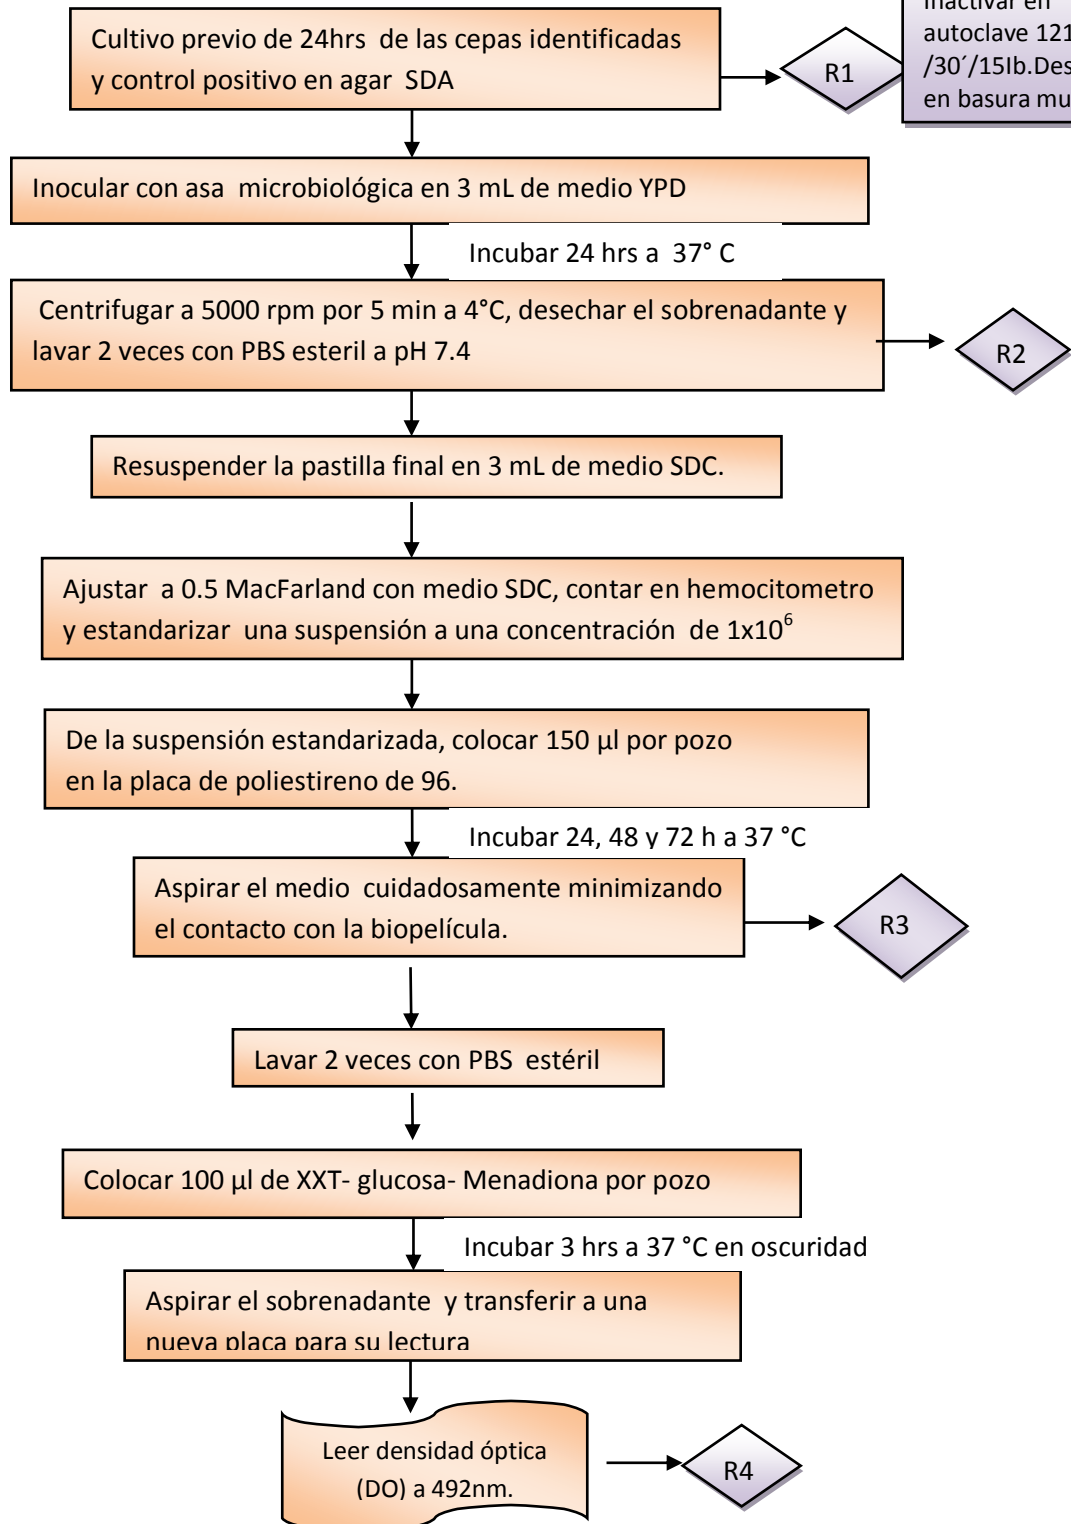 Cultivo previo de 24hrs de las cepas identificadas
y control positivo en agar SDA
R1
Inactivar en
autoclave 121
/30´/15Ib.Des
en basura mu
Inocular con asa microbiológica en 3 mL de medio YPD
Incubar 24 hrs a 37° C
Centrifugar a 5000 rpm por 5 min a 4°C, desechar el sobrenadante y
lavar 2 veces con PBS esteril a pH 7.4
R2
Resuspender la pastilla final en 3 mL de medio SDC.
Ajustar a 0.5 MacFarland con medio SDC, contar en hemocitometro
y estandarizar una suspensión a una concentración de 1x10⁶
De la suspensión estandarizada, colocar 150 µl por pozo
en la placa de poliestireno de 96.
Incubar 24, 48 y 72 h a 37 °C
Aspirar el medio cuidadosamente minimizando
el contacto con la biopelícula.
R3
Lavar 2 veces con PBS estéril
Colocar 100 µl de XXT- glucosa- Menadiona por pozo
Incubar 3 hrs a 37 °C en oscuridad
Aspirar el sobrenadante y transferir a una
nueva placa para su lectura
Leer densidad óptica
(DO) a 492nm.
R4